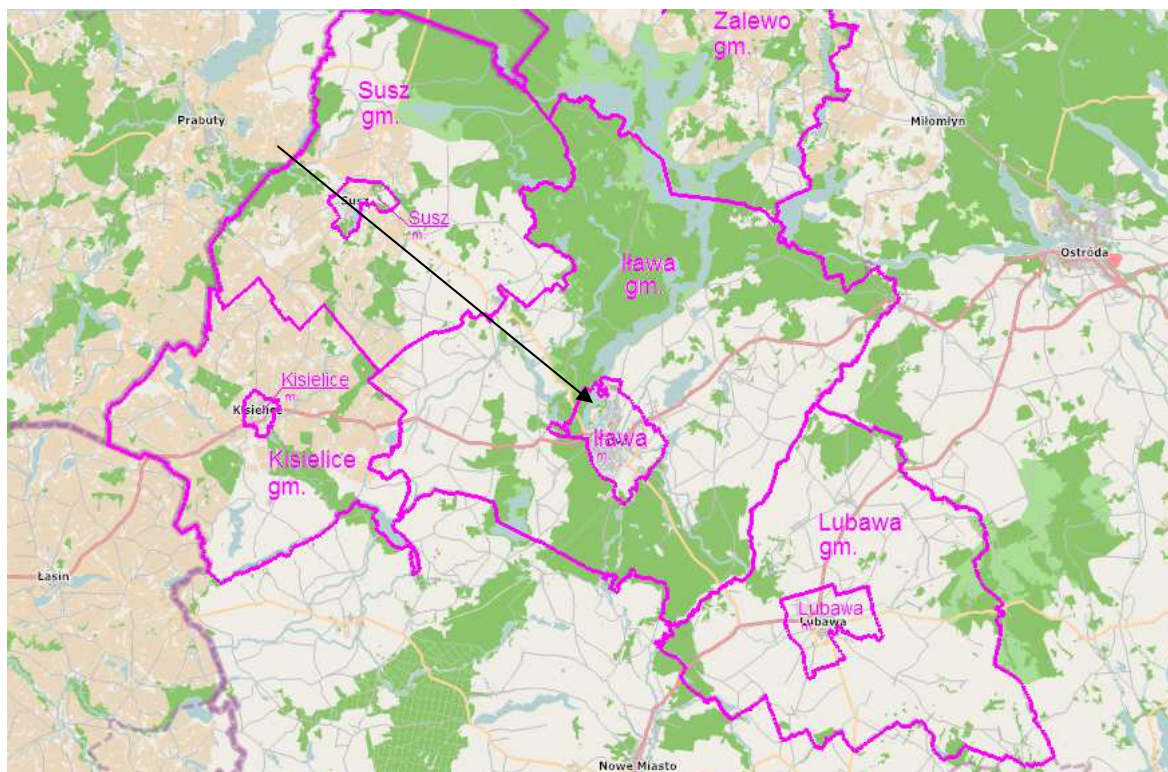 Zalewo
gm.
Susz
gm.
Prabuty
Miłomłyn
Susz
Susz
m.
Ostróda
Iława
gm.
Kisielice
m.
Kisielice
Iława
m.
Kisielice
gm.
Lubawa
gm.
Łasin
Lubawa
m.
Lubawa
Nowe Miasto